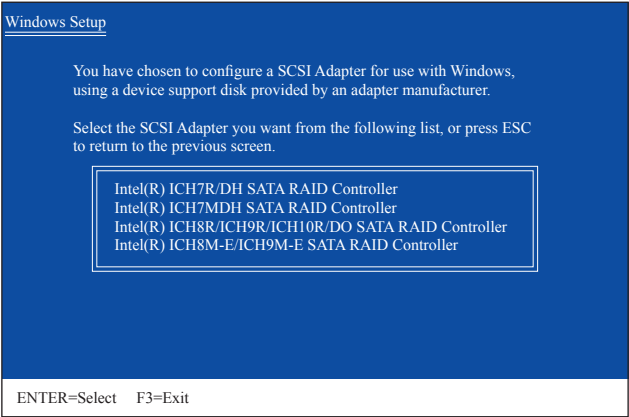 Windows Setup
You have chosen to configure a SCSI Adapter for use with Windows,
using a device support disk provided by an adapter manufacturer.
Select the SCSI Adapter you want from the following list, or press ESC
to return to the previous screen.
Intel(R) ICH7R/DH SATA RAID Controller
Intel(R) ICH7MDH SATA RAID Controller
Intel(R) ICH8R/ICH9R/ICH10R/DO SATA RAID Controller
Intel(R) ICH8M-E/ICH9M-E SATA RAID Controller
ENTER=Select F3=Exit